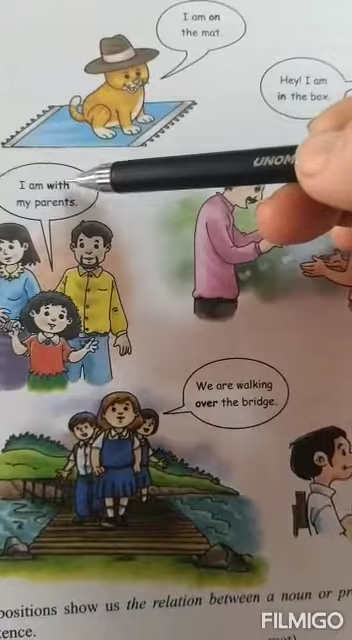 I am on
the mat.
Hey! I am
in the box.
UNOM
I am with
my parents.
We are walking
over the bridge.
positions show us the relation between a noun or pr
tence.
FILMIGO